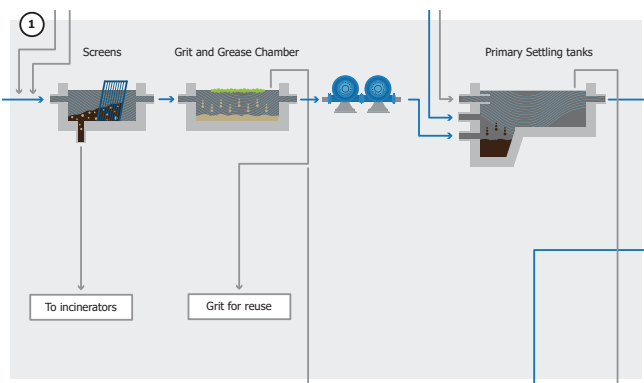 1
Screens
Grit and Grease Chamber
Primary Settling tanks
To incinerators
Grit for reuse